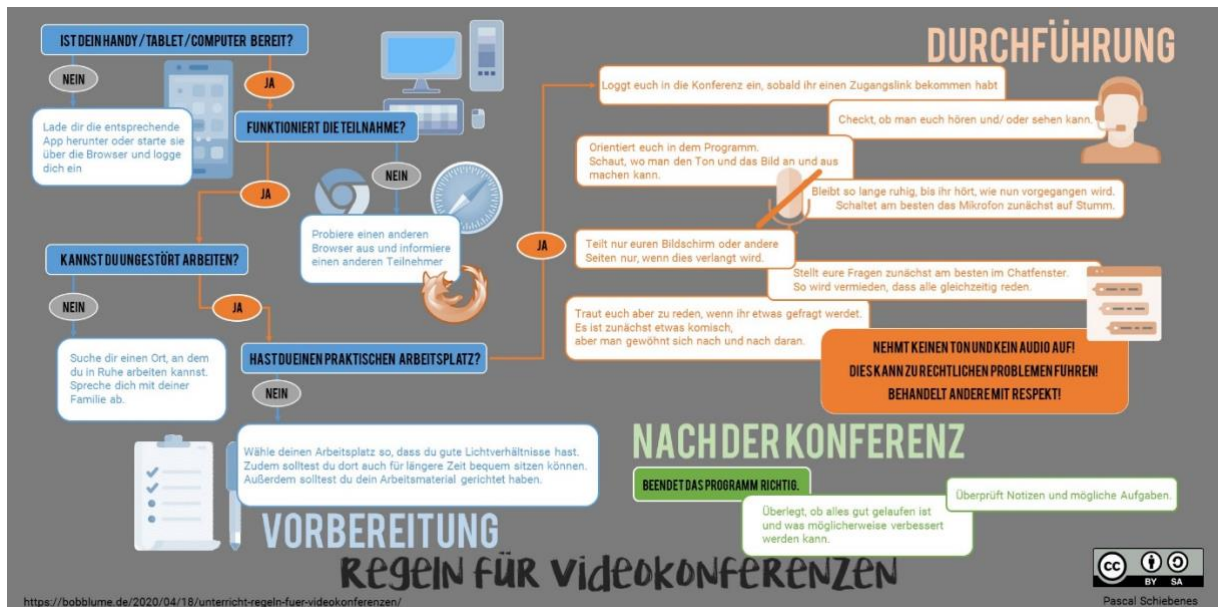 IST DEIN HANDY/TABLET/COMPUTER BEREIT?
NEIN
JA
Lade dir die entsprechende
App herunter oder starte sie
über die Browser und logge
dich ein
FUNKTIONIERT DIE TEILNAHME?
JA
NEIN
Probiere einen anderen
Browser aus und informiere
einen anderen Teilnehmer
KANNST DU UNGESTÖRT ARBEITEN?
NEIN
JA
Suche dir einen Ort, an dem
du in Ruhe arbeiten kannst.
Spreche dich mit deiner
Familie ab.
HAST DU EINEN PRAKTISCHEN ARBEITSPLATZ?
NEIN
JA
Wähle deinen Arbeitsplatz so, dass du gute Lichtverhältnisse hast.
Zudem solltest du dort auch für längere Zeit bequem sitzen können.
Außerdem solltest du dein Arbeitsmaterial gerichtet haben.
VORBEREITUNG
DURCHFÜHRUNG
Loggt euch in die Konferenz ein, sobald ihr einen Zugangslink bekommen habt
Checkt, ob man euch hören und/ oder sehen kann.
Orientiert euch in dem Programm.
Schaut, wo man den Ton und das Bild an und aus
machen kann.
Bleibt so lange ruhig, bis ihr hört, wie nun vorgegangen wird.
Schaltet am besten das Mikrofon zunächst auf Stumm.
Teilt nur euren Bildschirm oder andere
Seiten nur, wenn dies verlangt wird.
Stellt eure Fragen zunächst am besten im Chatfenster.
So wird vermieden, dass alle gleichzeitig reden.
Traut euch aber zu reden, wenn ihr etwas gefragt werdet.
Es ist zunächst etwas komisch,
aber man gewöhnt sich nach und nach daran.
NEHMT KEINEN TON UND KEIN AUDIO AUF!
DIES KANN ZU RECHTLICHEN PROBLEMEN FÜHREN!
BEHANDELT ANDERE MIT RESPEKT!
NACH DER KONFERENZ
BEENDET DAS PROGRAMM RICHTIG.
Überlegt, ob alles gut gelaufen ist
und was möglicherweise verbessert
werden kann.
Überprüft Notizen und mögliche Aufgaben.
REGELN FÜR VIDEOKONFERENZEN
https://bobblume.de/2020/04/18/unterricht-regeln-fuer-videokonferenzen/
cc
BY SA
Pascal Schiebenes